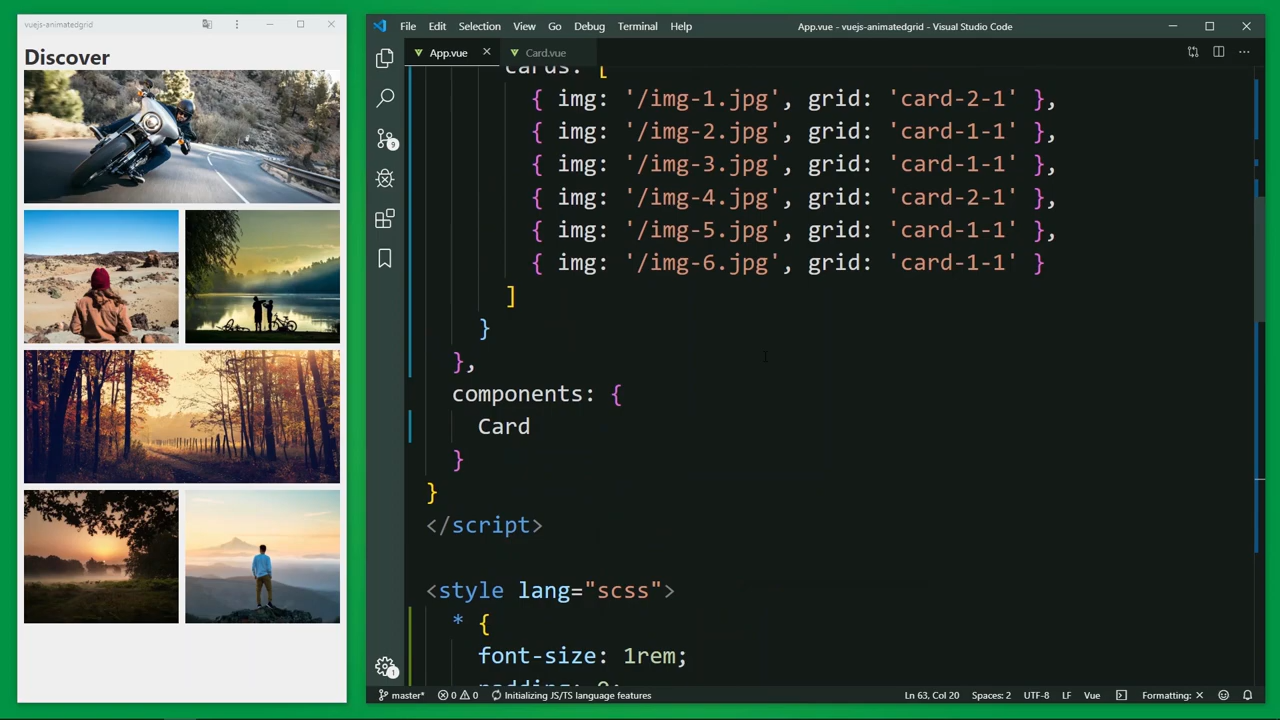 vuejs-animatedgrid
Discover
File Edit Selection View Go Debug Terminal Help
App.vue - vuejs-animatedgrid - Visual Studio Code
App.vue
Card.vue
cards: [
{ img: '/img-1.jpg', grid: 'card-2-1' },
{ img: '/img-2.jpg', grid: 'card-1-1' },
{ img: '/img-3.jpg', grid: 'card-1-1' },
{ img: '/img-4.jpg', grid: 'card-2-1' },
{ img: '/img-5.jpg', grid: 'card-1-1' },
{ img: '/img-6.jpg', grid: 'card-1-1' }
]
}
},
components: {
Card
}
}
</script>
<style lang="scss">
* {
font-size: 1rem;
padding: 0;
9
1
master* 0 0 Initializing JS/TS language features
Ln 63, Col 20 Spaces: 2 UTF-8 LF Vue Formatting: ×